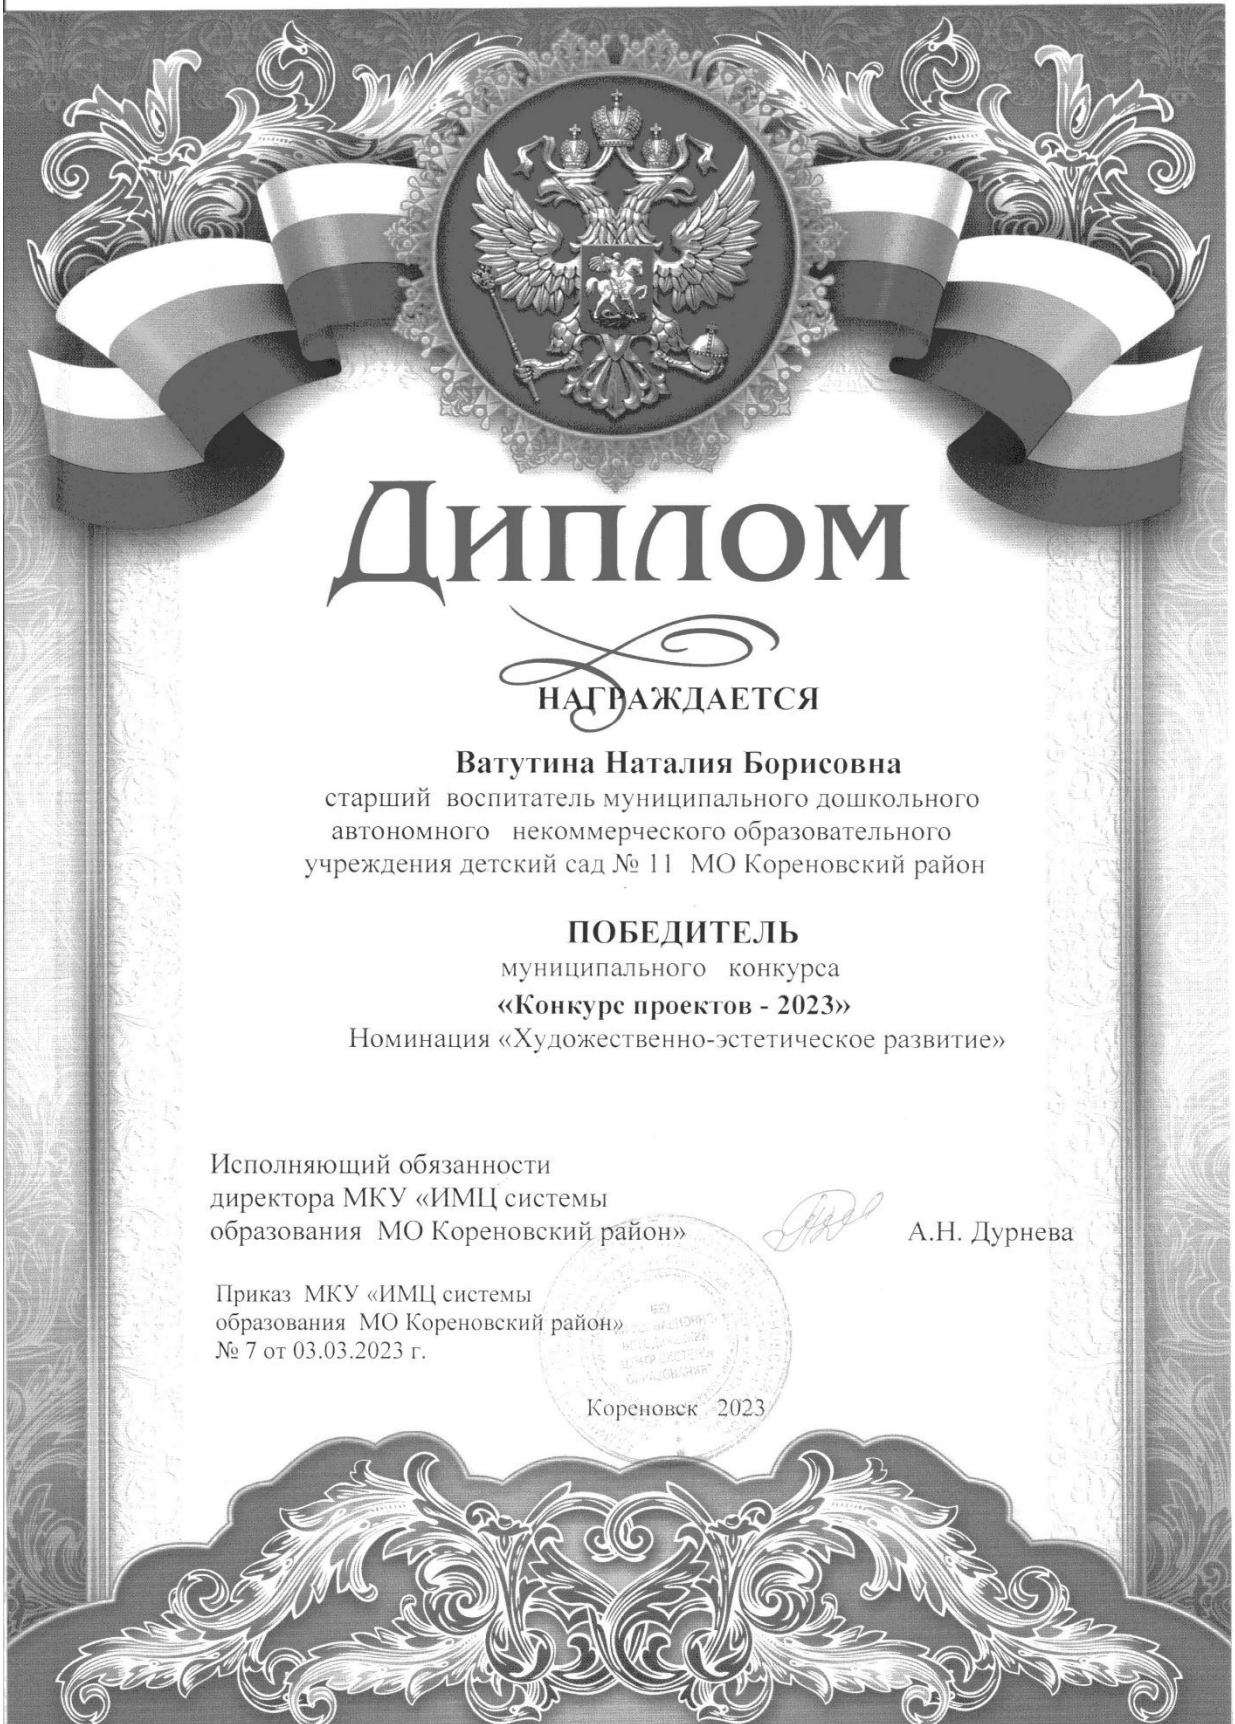 Диплом
НАГРАЖДАЕТСЯ
Ватутина Наталия Борисовна
старший воспитатель муниципального дошкольного
автономного некоммерческого образовательного
учреждения детский сад № 11 МО Кореновский район
ПОБЕДИТЕЛЬ
муниципального конкурса
«Конкурс проектов - 2023»
Номинация «Художественно-эстетическое развитие»
Исполняющий обязанности
директора МКУ «ИМЦ системы
образования МО Кореновский район»
А.Н. Дурнева
Приказ МКУ «ИМЦ системы
образования МО Кореновский район»
№ 7 от 03.03.2023 г.
Кореновск 2023